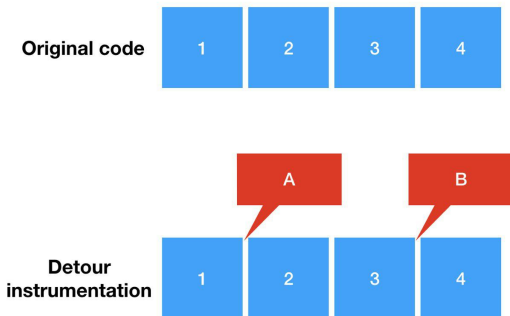 Original code
1 2 3 4
A B
Detour
instrumentation
1 2 3 4